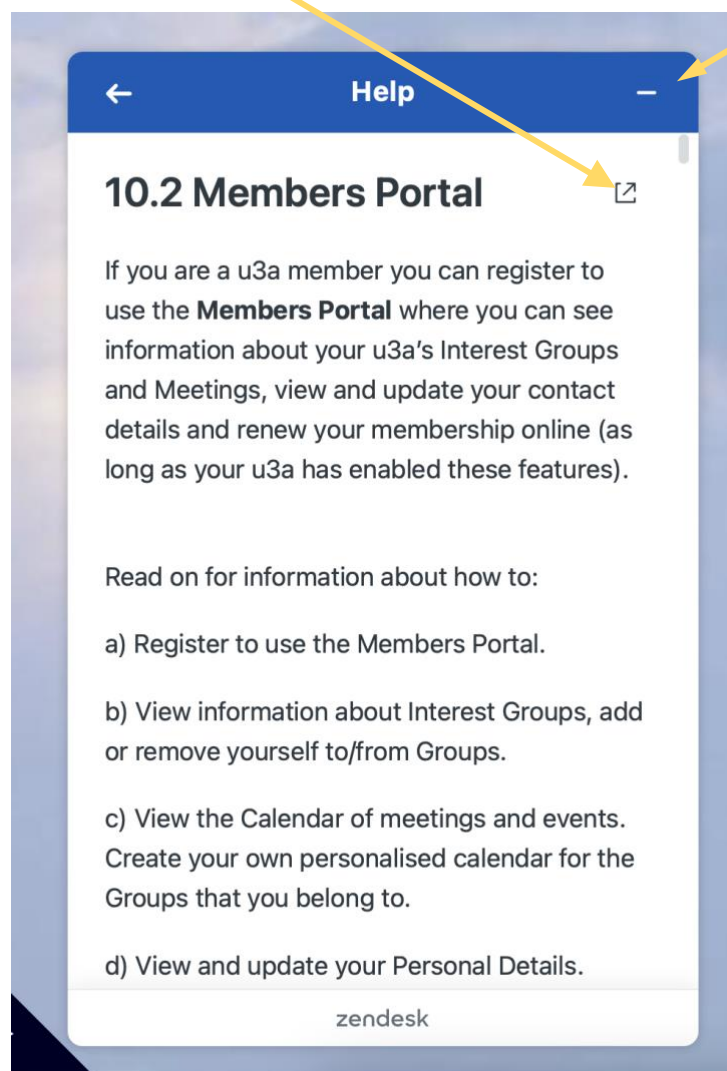 Help
10.2 Members Portal
If you are a u3a member you can register to
use the Members Portal where you can see
information about your u3a’s Interest Groups
and Meetings, view and update your contact
details and renew your membership online (as
long as your u3a has enabled these features).
Read on for information about how to:
a) Register to use the Members Portal.
b) View information about Interest Groups, add
or remove yourself to/from Groups.
c) View the Calendar of meetings and events.
Create your own personalised calendar for the
Groups that you belong to.
d) View and update your Personal Details.
zendesk